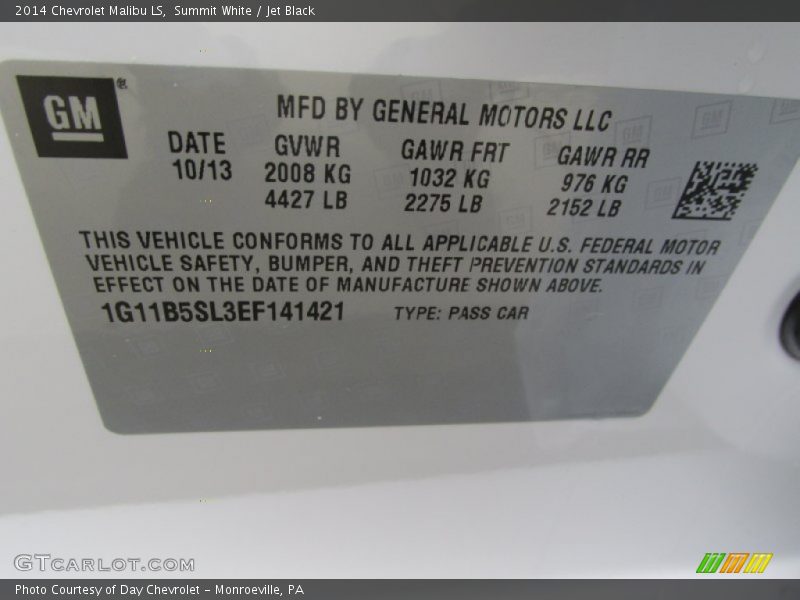 2014 Chevrolet Malibu LS, Summit White / Jet Black
GM®
MFD BY GENERAL MOTORS LLC
DATE GVWR GAWR FRT GAWR RR
10/13 2008 KG 1032 KG 976 KG
4427 LB 2275 LB 2152 LB
THIS VEHICLE CONFORMS TO ALL APPLICABLE U.S. FEDERAL MOTOR
VEHICLE SAFETY, BUMPER, AND THEFT PREVENTION STANDARDS IN
EFFECT ON THE DATE OF MANUFACTURE SHOWN ABOVE.
1G11B5SL3EF141421 TYPE: PASS CAR
GTCARLOT.COM
Photo Courtesy of Day Chevrolet - Monroeville, PA